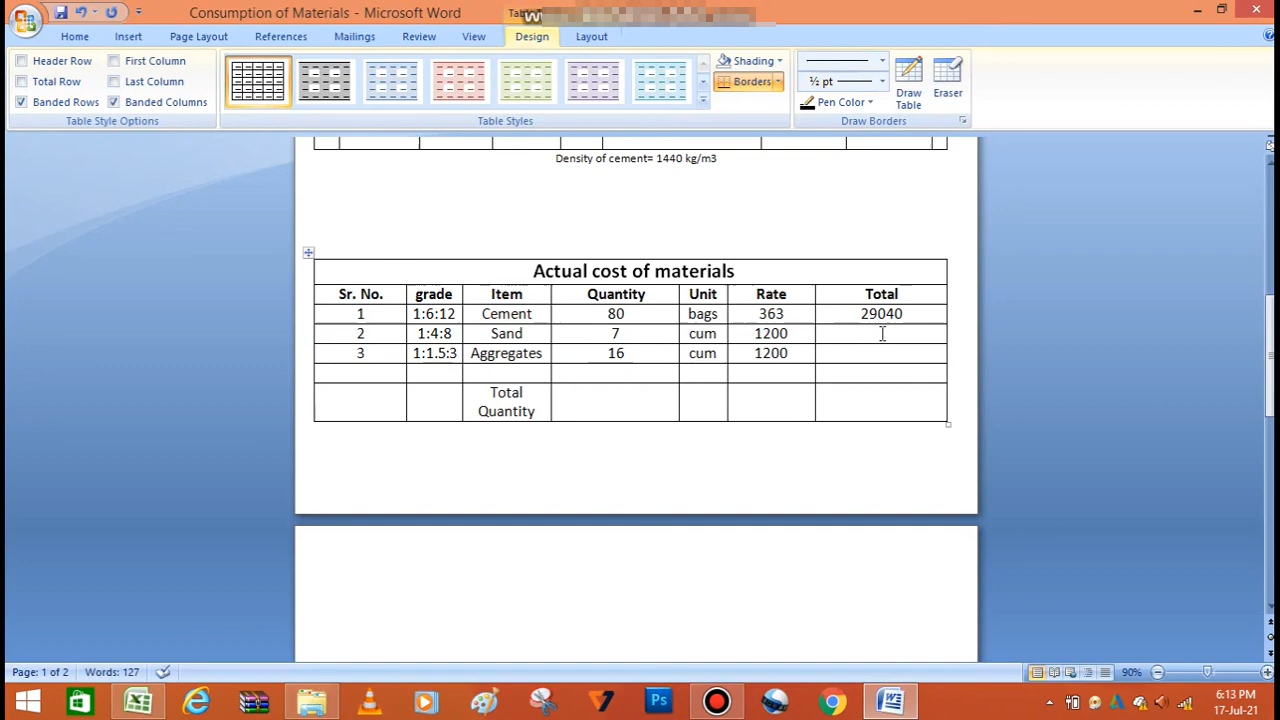 Consumption of Materials - Microsoft Word
Home Insert Page Layout References Mailings Review View Design Layout
Header Row First Column
Total Row Last Column
Banded Rows Banded Columns
Table Style Options
Table Styles
Shading
Borders
½ pt
Pen Color
Draw Table
Eraser
Draw Borders
Density of cement= 1440 kg/m3
Actual cost of materials
Sr. No. grade Item Quantity Unit Rate Total
1 1:6:12 Cement 80 bags 363 29040
2 1:4:8 Sand 7 cum 1200
3 1:1.5:3 Aggregates 16 cum 1200
Total
Quantity
Page: 1 of 2 Words: 127 90%
Ps
6:13 PM
17-Jul-21